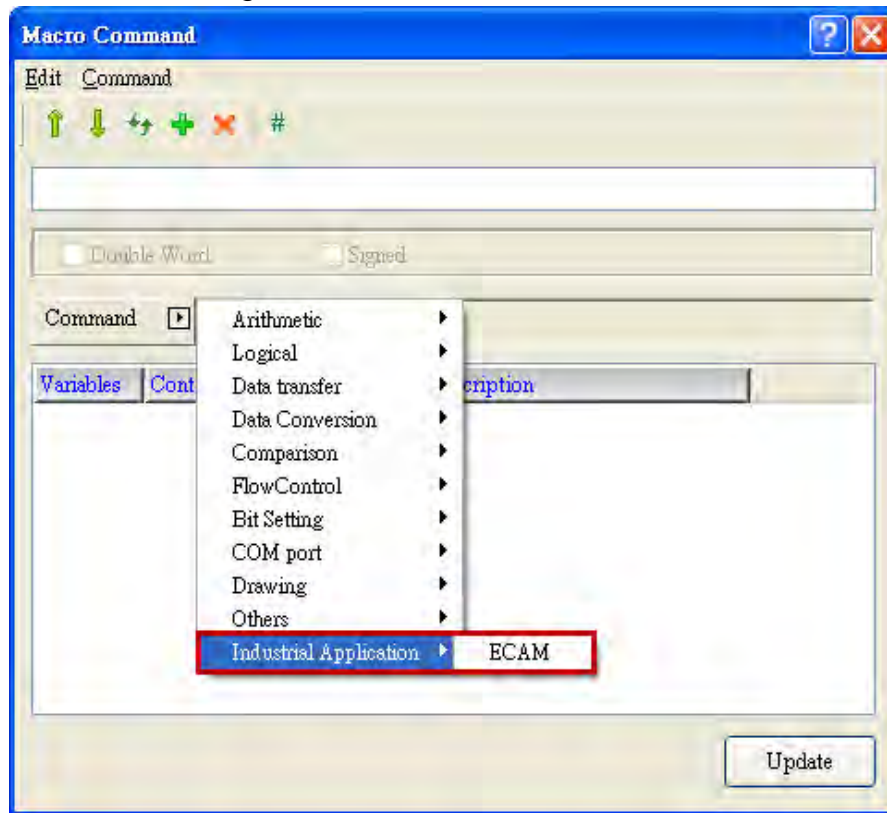 Macro Command
Edit Command
#
Double Word Signed
Command
Arithmetic
Logical
Variables Cont Data transfer cription
Data Conversion
Comparison
FlowControl
Bit Setting
COM port
Drawing
Others
Industrial Application ECAM
Update